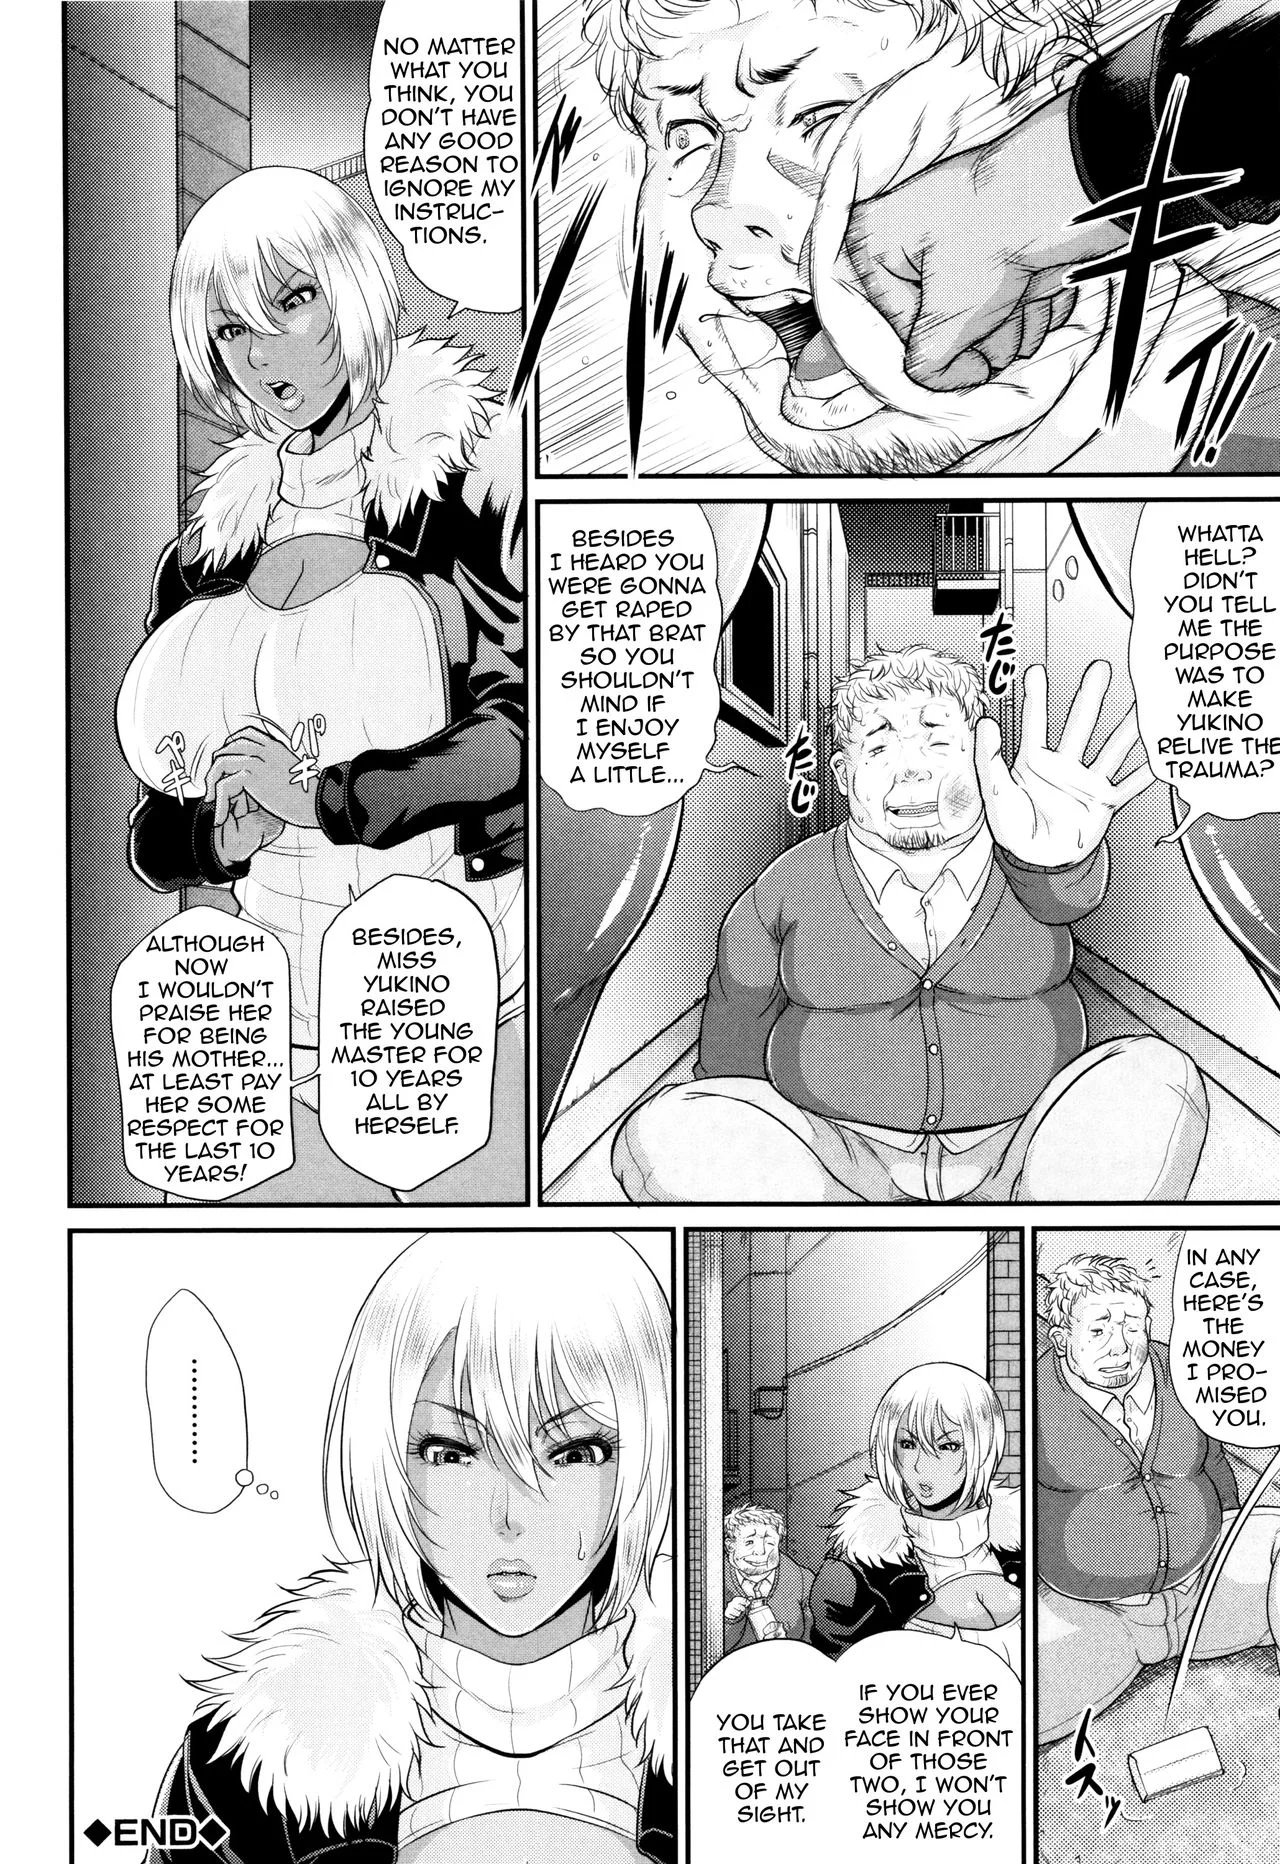 WHATTA
HELL?
DIDN'T
YOU TELL
ME THE
PURPOSE
WAS TO
MAKE
YUKINO
RELIVE THE
TRAUMA?
たじ
たじ
BESIDES
I HEARD YOU
WERE GONNA
GET RAPED
BY THAT BRAT
SO YOU
SHOULDN'T
MIND IF
I ENJOY
MYSELF
A LITTLE...
NO MATTER
WHAT YOU
THINK, YOU
DON'T HAVE
ANY GOOD
REASON TO
IGNORE MY
INSTRUC-
TIONS.
パキ
ペキ
BESIDES,
MISS
YUKINO
RAISED
THE YOUNG
MASTER FOR
10 YEARS
ALL BY
HERSELF.
ALTHOUGH
NOW
I WOULDN'T
PRAISE HER
FOR BEING
HIS MOTHER...
AT LEAST PAY
HER SOME
RESPECT FOR
THE LAST 10
YEARS!
IN ANY
CASE,
HERE'S
THE
MONEY
I PRO-
MISED
YOU.
トスッ
IF YOU EVER
SHOW YOUR
FACE IN FRONT
OF THOSE
TWO, I WON'T
SHOW YOU
ANY MERCY.
YOU TAKE
THAT AND
GET OUT
OF MY
SIGHT.
.........
◆END◆